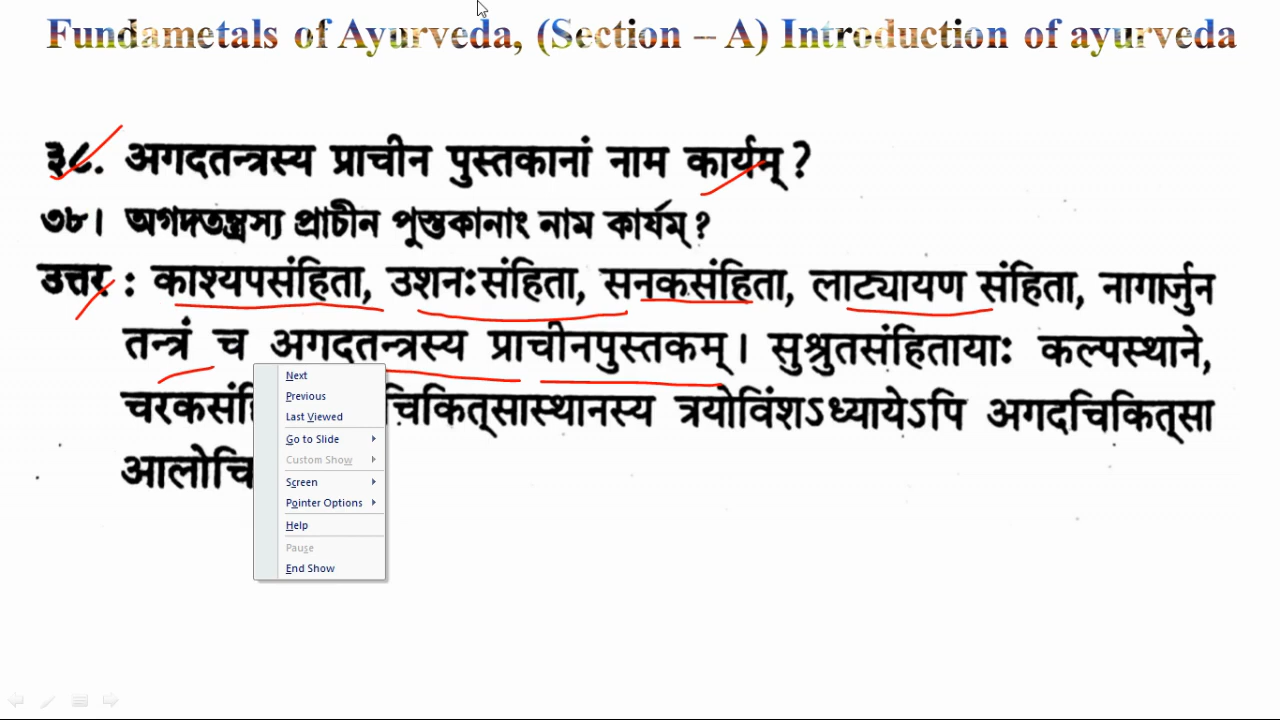 Fundametals of Ayurveda, (Section – A) Introduction of ayurveda
३८. अगदतन्त्रस्य प्राचीन पुस्तकानां नाम कार्यम् ?
৩৮। অগদতন্ত্রস্য প্রাচীন পুস্তকানাং নাম কার্যম্ ?
उत्तर : काश्यपसंहिता, उशनःसंहिता, सनकसंहिता, लाट्यायण संहिता, नागार्जुन
तन्त्रं च अगदतन्त्रस्य प्राचीनपुस्तकम् । सुश्रुतसंहितायाः कल्पस्थाने,
चिकित्सास्थानस्य त्रयोविंशऽध्यायेऽपि अगदचिकित्सा
Next
Previous
Last Viewed
Go to Slide
Custom Show
Screen
Pointer Options
Help
Pause
End Show